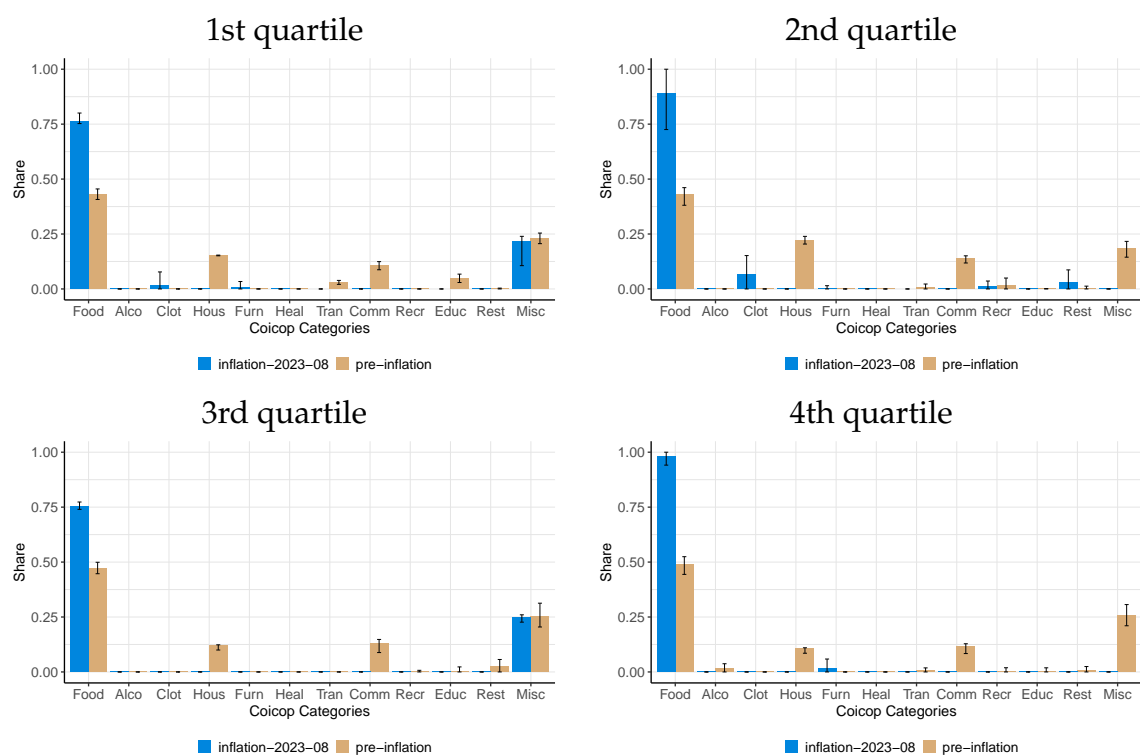 1st quartile
1.00
0.75
0.50
0.25
0.00
Share
Food Alco Clot Hous Furn Heal Tran Comm Recr Educ Rest Misc
Coicop Categories
inflation−2023−08 pre−inflation
2nd quartile
1.00
0.75
0.50
0.25
0.00
Share
Food Alco Clot Hous Furn Heal Tran Comm Recr Educ Rest Misc
Coicop Categories
inflation−2023−08 pre−inflation
3rd quartile
1.00
0.75
0.50
0.25
0.00
Share
Food Alco Clot Hous Furn Heal Tran Comm Recr Educ Rest Misc
Coicop Categories
inflation−2023−08 pre−inflation
4th quartile
1.00
0.75
0.50
0.25
0.00
Share
Food Alco Clot Hous Furn Heal Tran Comm Recr Educ Rest Misc
Coicop Categories
inflation−2023−08 pre−inflation